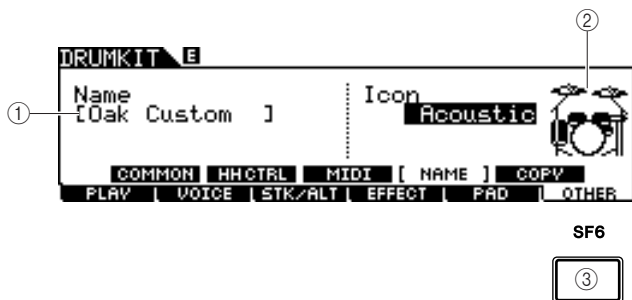 ②
DRUMKIT E
Name Icon
① [Oak Custom ] Acoustic
COMMON HHCTRL MIDI [ NAME ] COPY
PLAY VOICE STK/ALT EFFECT PAD OTHER
SF6
③